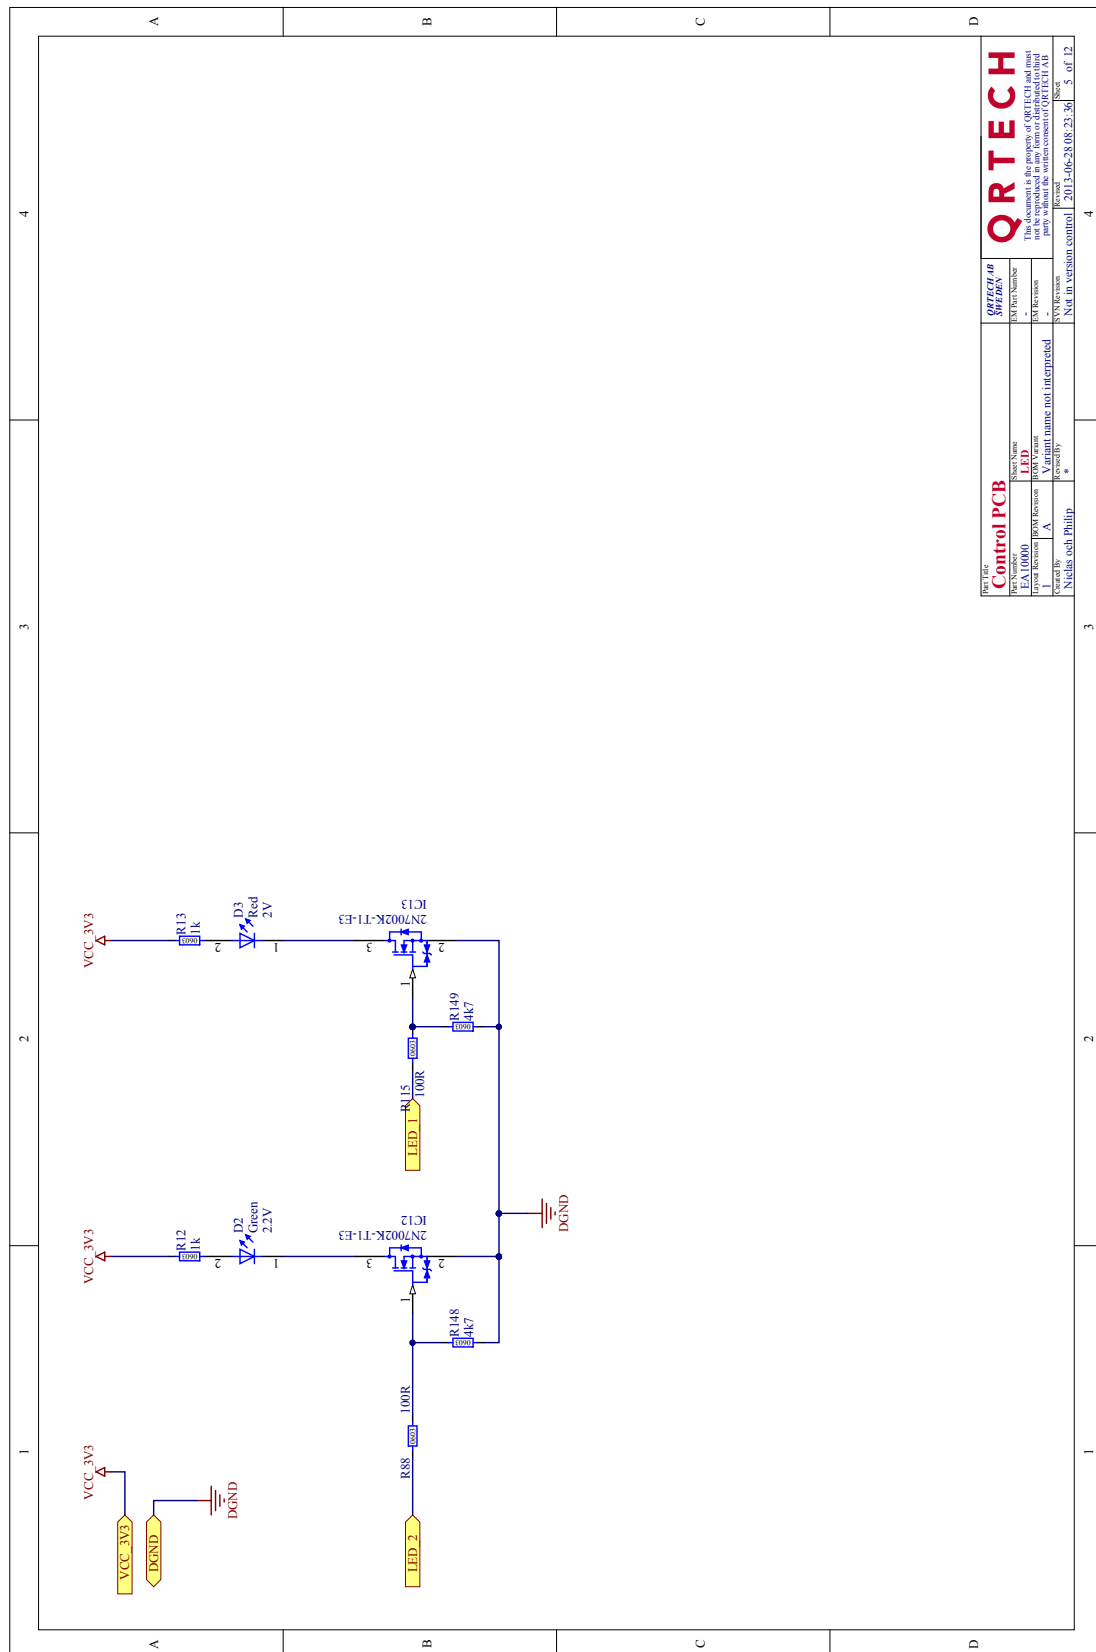 1
2
3
4
A
B
C
D
VCC_3V3
VCC_3V3
DGND
DGND
LED_2
R88
100R
0603
R148
4k7
0603
VCC_3V3
R12
1k
0603
2
D2
Green
2.2V
1
3
1
2
2N7002K-T1-E3
IC12
DGND
LED_1
R115
100R
0603
R149
4k7
0603
VCC_3V3
R13
1k
0603
2
D3
Red
2V
1
3
1
2
2N7002K-T1-E3
IC13
Part Title
Control PCB
QRTECH AB
SWEDEN
QRTECH
Part Number
EA10000
Sheet Name
LED
EM Part Number
-
This document is the property of QRTECH and must
not be reproduced in any form or distributed to third
party without the written consent of QRTECH AB
Layout Revision
1
BOM Revision
A
BOM Variant
Variant name not interpreted
EM Revision
-
Created By
Niclas och Philip
Revised By
*
SVN Revision
Not in version control
Revised
2013-06-28 08:23:36
Sheet
5 of 12
A
B
C
D
1
2
3
4